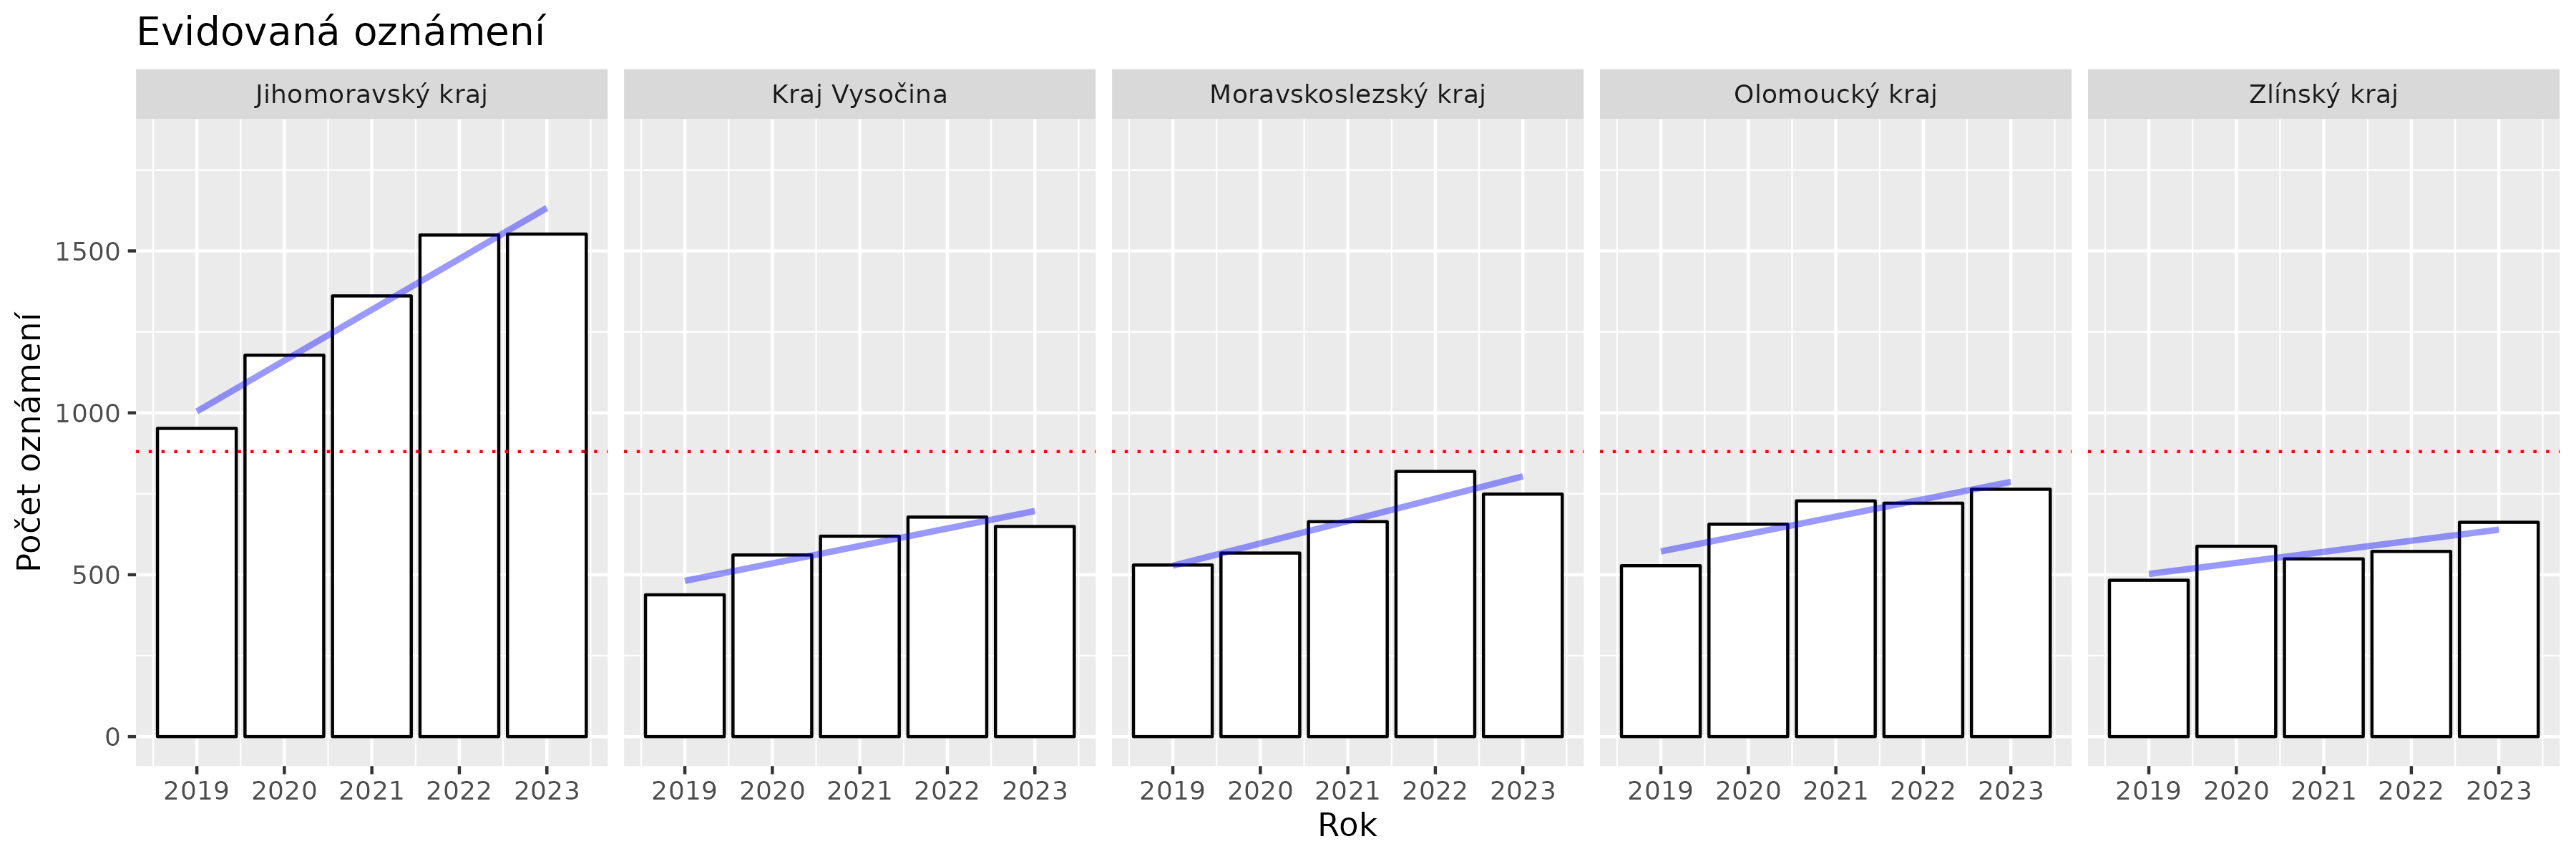 Evidovaná oznámení
Jihomoravský kraj
Kraj Vysočina
Moravskoslezský kraj
Olomoucký kraj
Zlínský kraj
Počet oznámení
1500
1000
500
0
2019 2020 2021 2022 2023
2019 2020 2021 2022 2023
2019 2020 2021 2022 2023
2019 2020 2021 2022 2023
2019 2020 2021 2022 2023
Rok